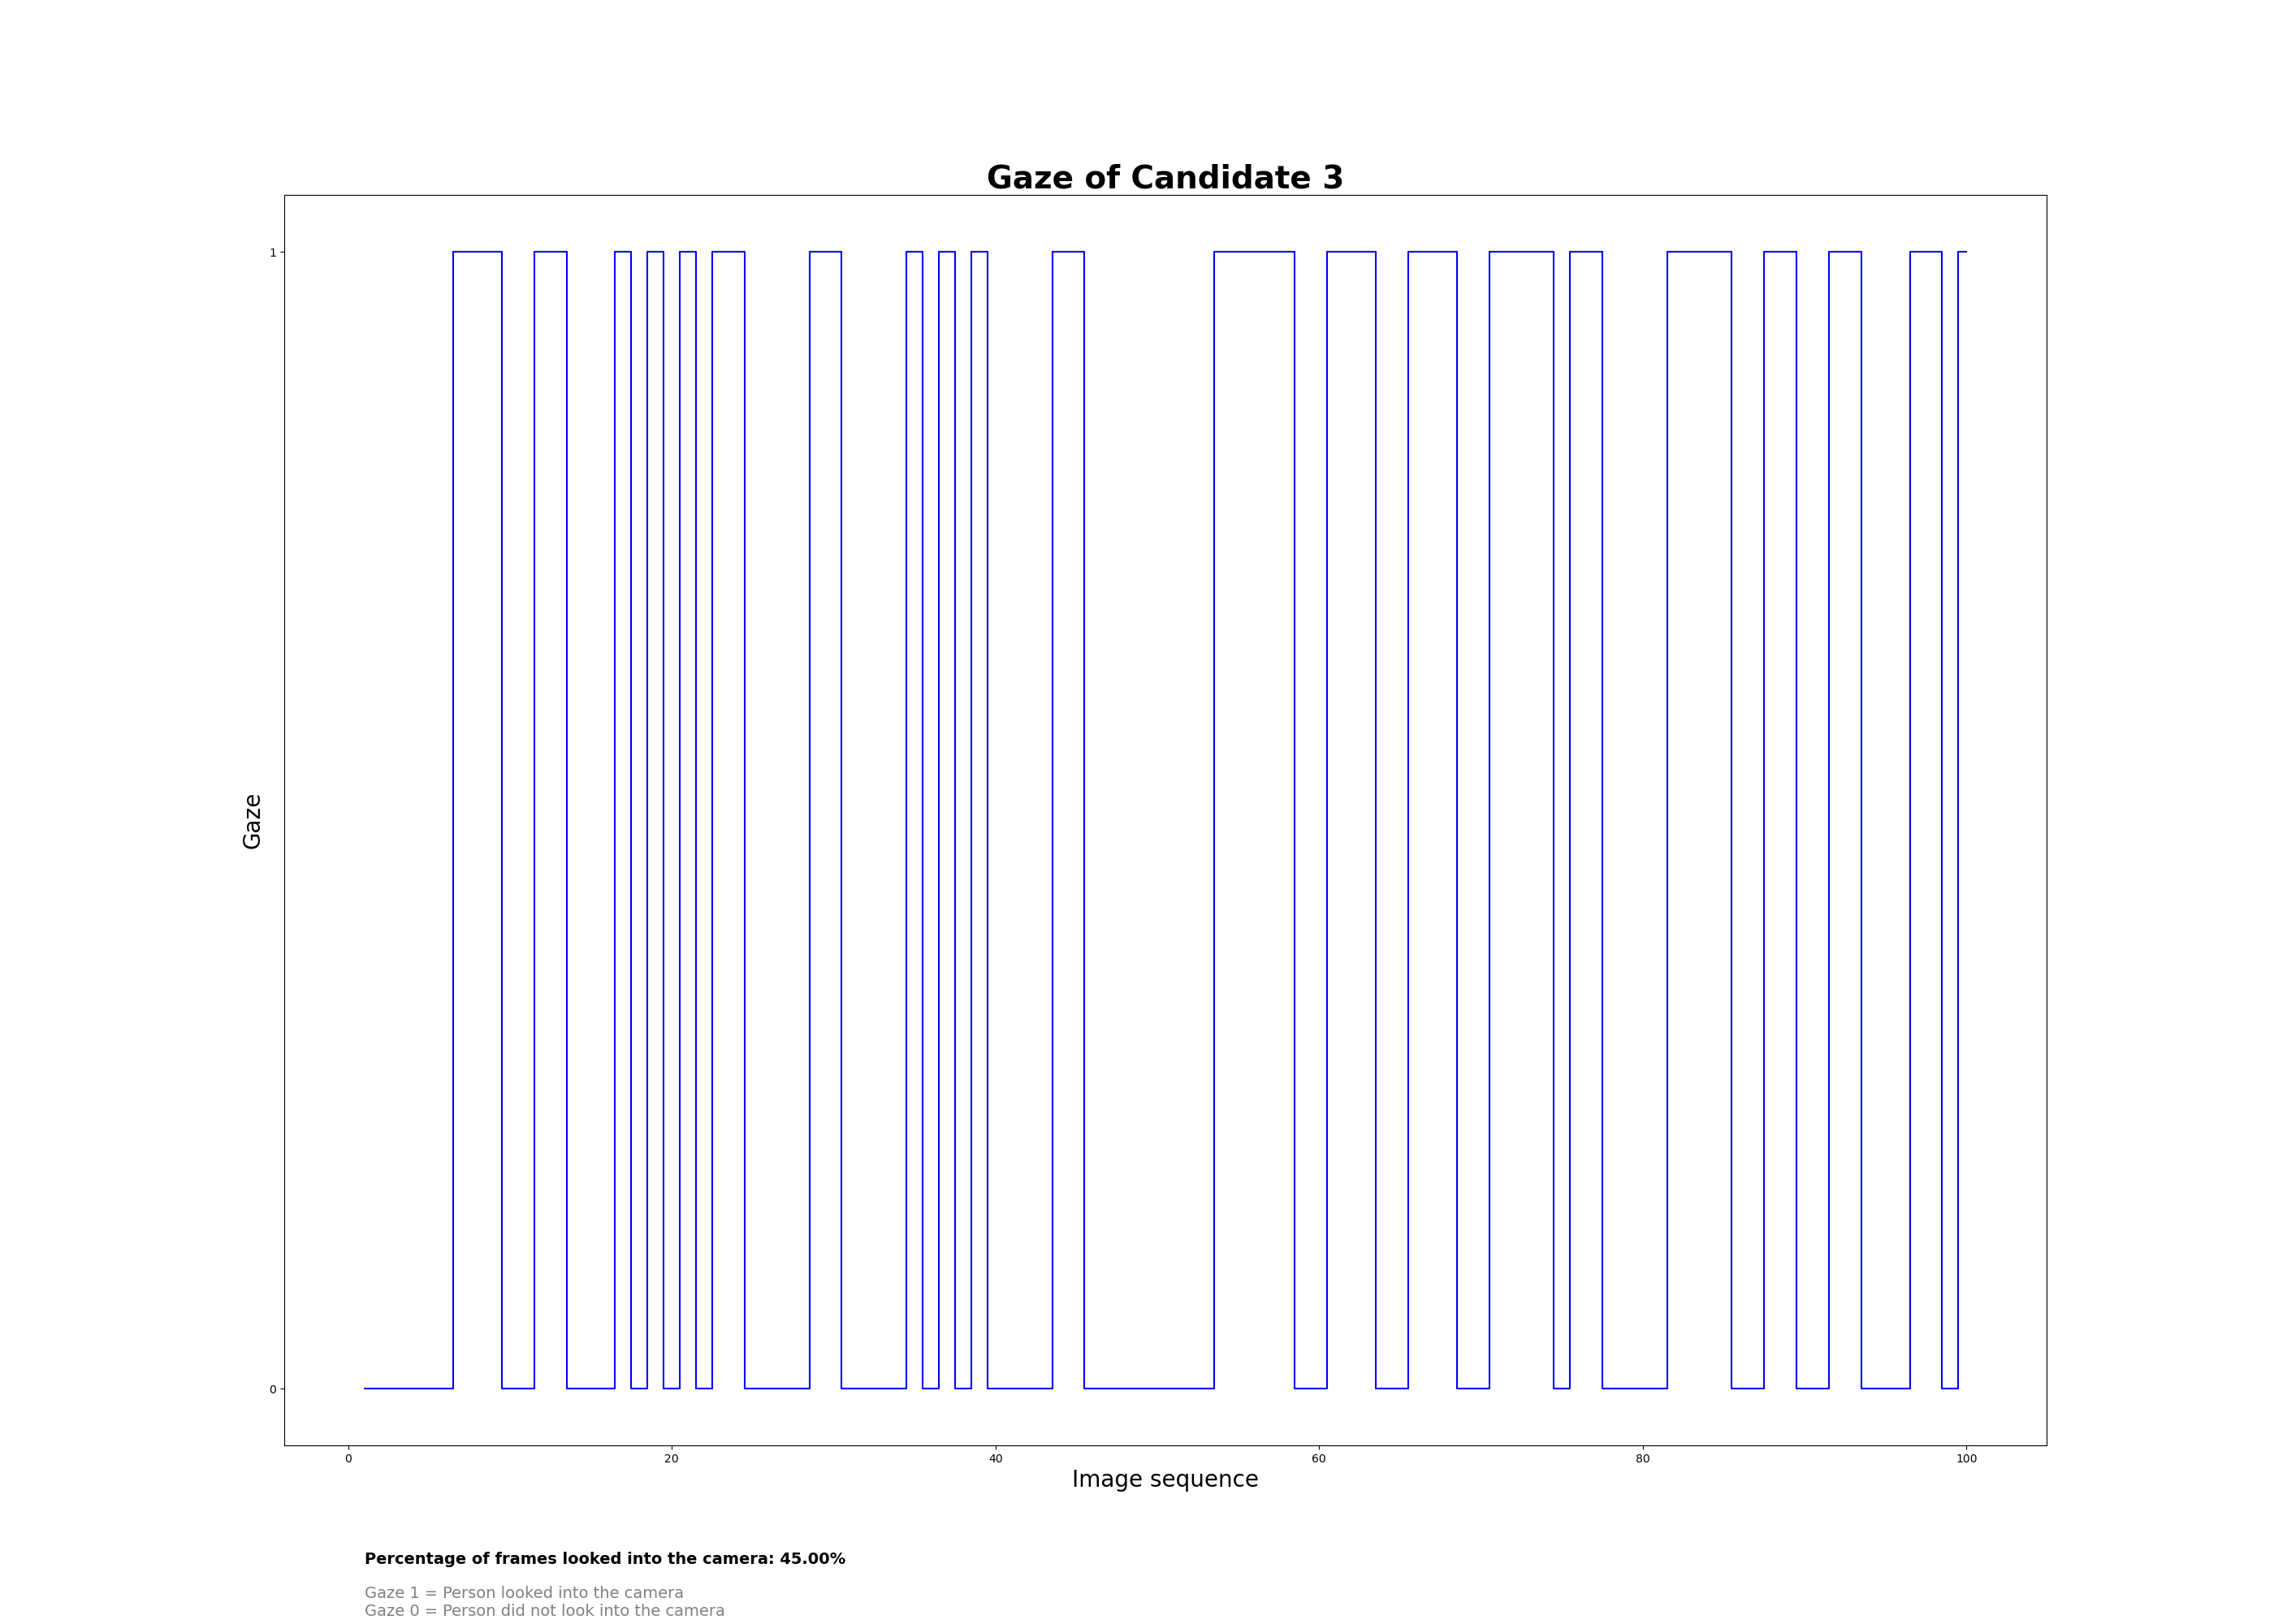 Gaze of Candidate 3
1
Gaze
0
0 20 40 60 80 100
Image sequence
Percentage of frames looked into the camera: 45.00%
Gaze 1 = Person looked into the camera
Gaze 0 = Person did not look into the camera